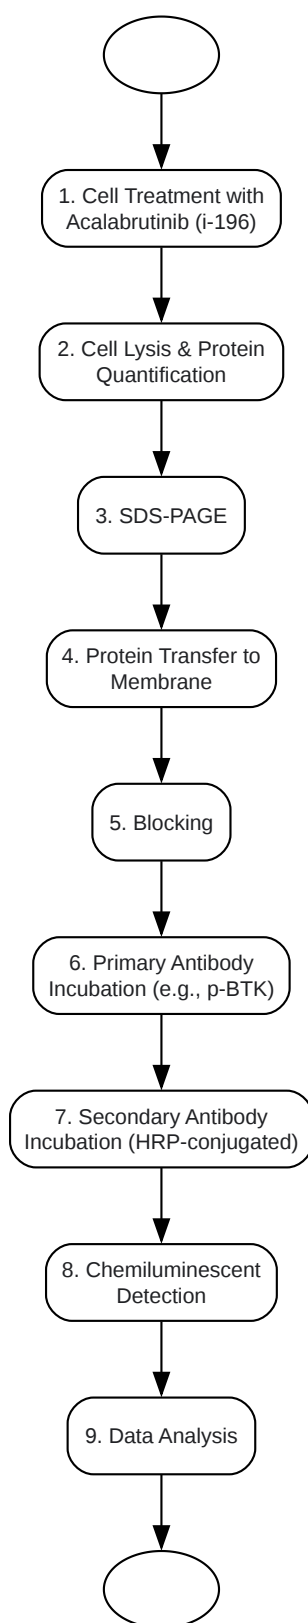 1. Cell Treatment with
Acalabrutinib (i-196)
2. Cell Lysis & Protein
Quantification
3. SDS-PAGE
4. Protein Transfer to
Membrane
5. Blocking
6. Primary Antibody
Incubation (e.g., p-BTK)
7. Secondary Antibody
Incubation (HRP-conjugated)
8. Chemiluminescent
Detection
9. Data Analysis